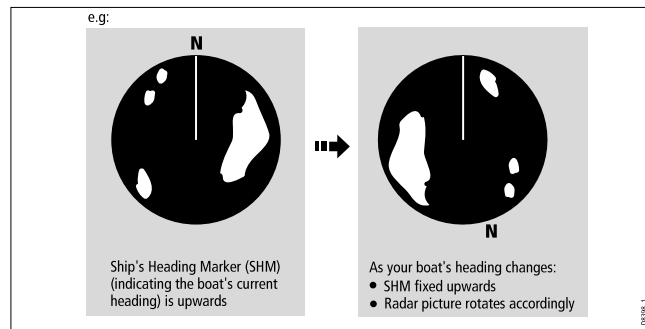 e.g:
N
N
Ship's Heading Marker (SHM)
(indicating the boat's current
heading) is upwards
As your boat's heading changes:
● SHM fixed upwards
● Radar picture rotates accordingly
D8398_1